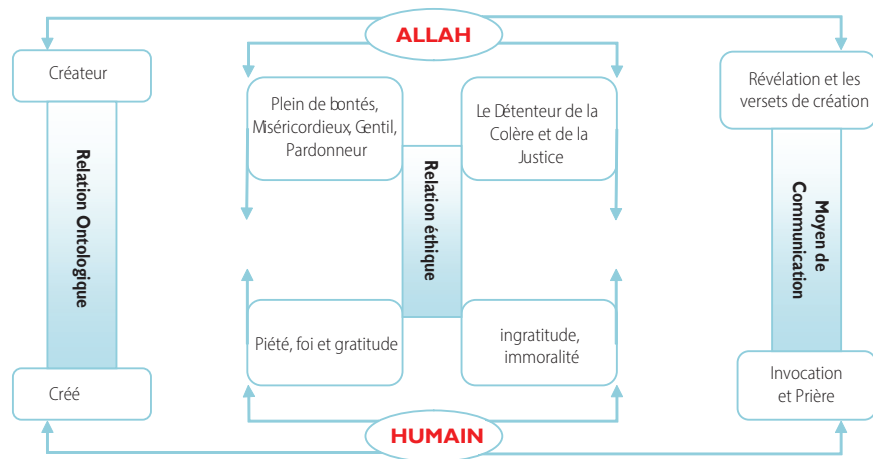 ALLAH
Créateur
Plein de bontés,
Miséricordieux, Gentil,
Pardonneur
Le Détenteur de la
Colère et de la
Justice
Révélation et les
versets de création
Relation Ontologique
Relation éthique
Moyen de
Communication
Créé
Piété, foi et gratitude
ingratitude,
immoralité
Invocation
et Prière
HUMAIN